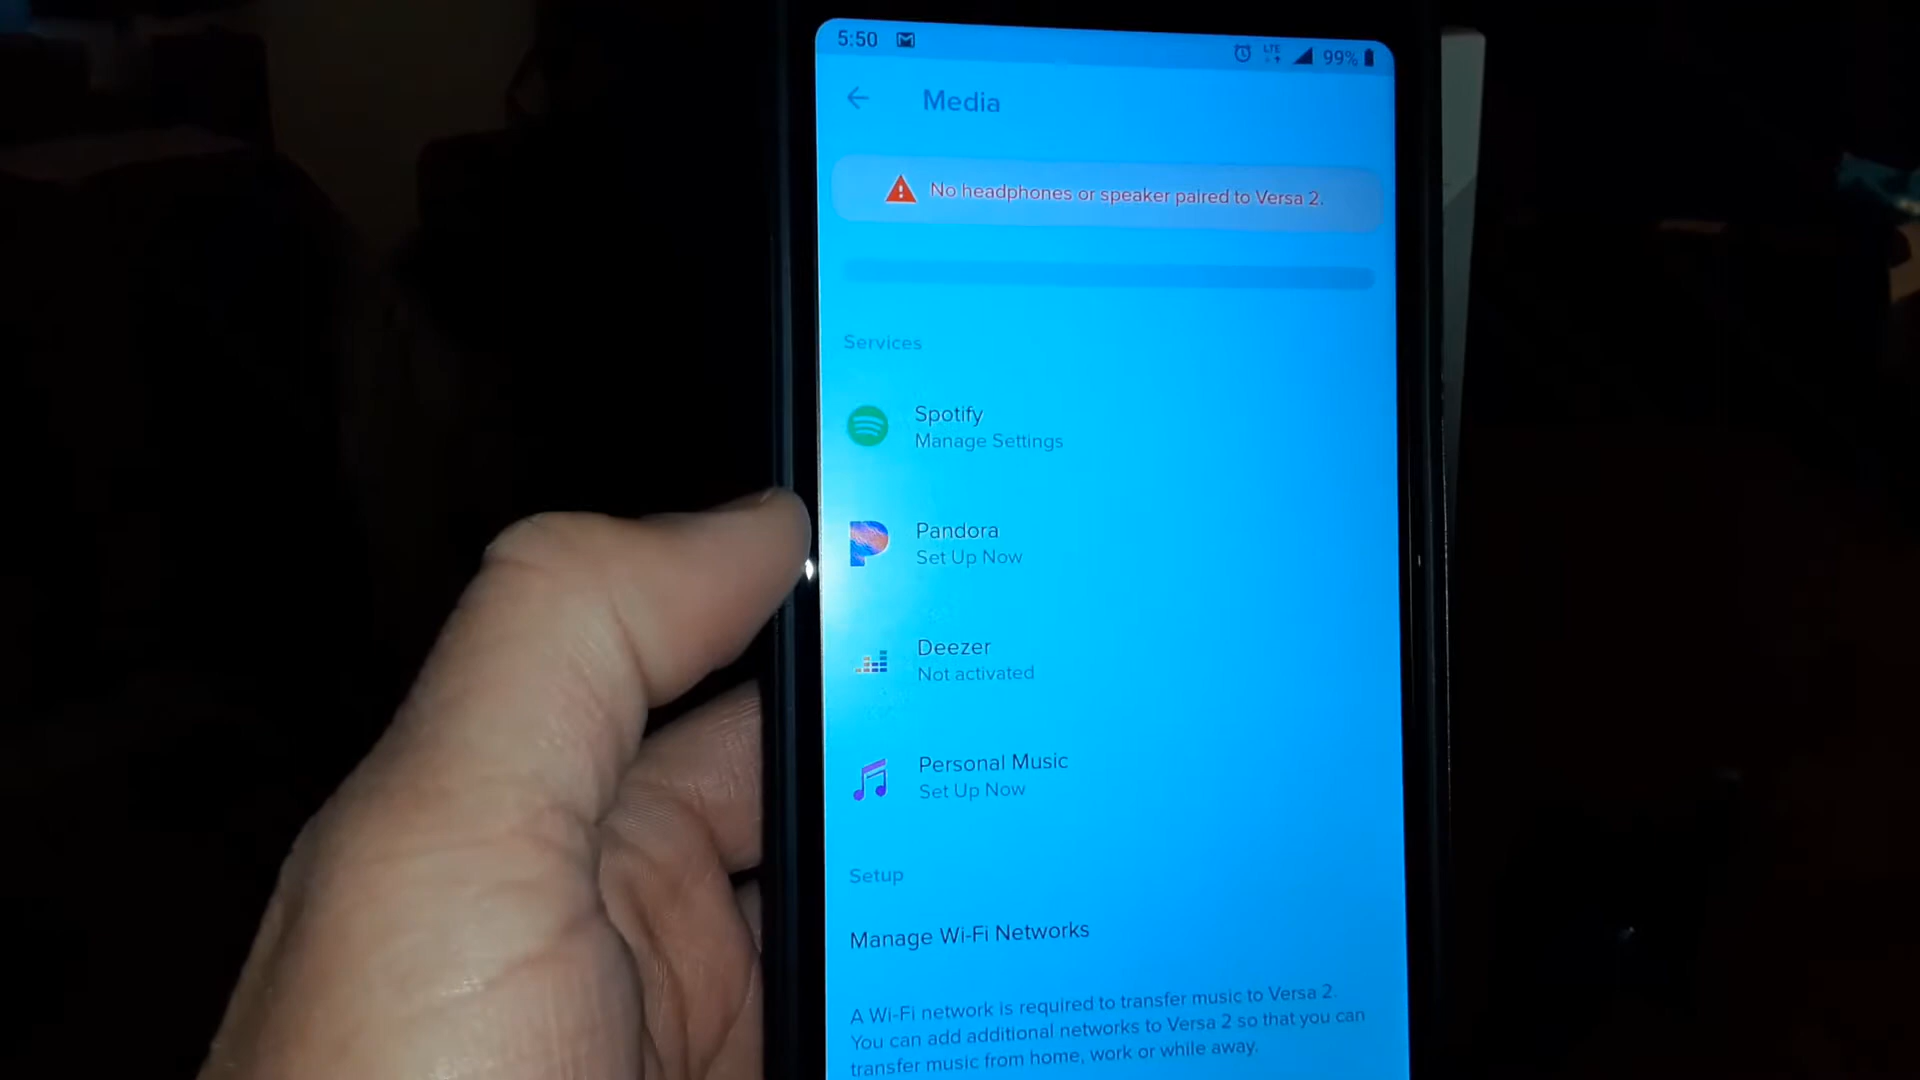 5:50
LTE
99%
Media
No headphones or speaker paired to Versa 2.
Services
Spotify
Manage Settings
Pandora
Set Up Now
Deezer
Not activated
Personal Music
Set Up Now
Setup
Manage Wi-Fi Networks
A Wi-Fi network is required to transfer music to Versa 2.
You can add additional networks to Versa 2 so that you can
transfer music from home, work or while away.